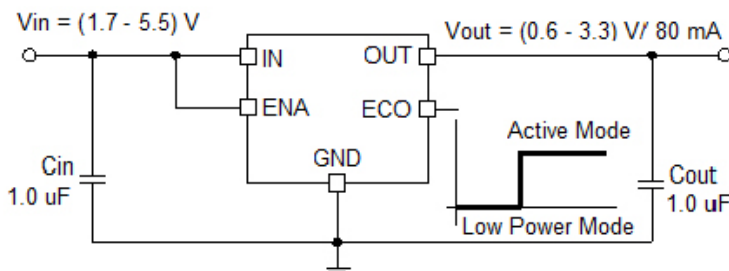 Vin = (1.7 - 5.5) V
Vout = (0.6 - 3.3) V/ 80 mA
IN
OUT
ENA
ECO
Active Mode
GND
Cin
1.0 uF
Cout
1.0 uF
Low Power Mode